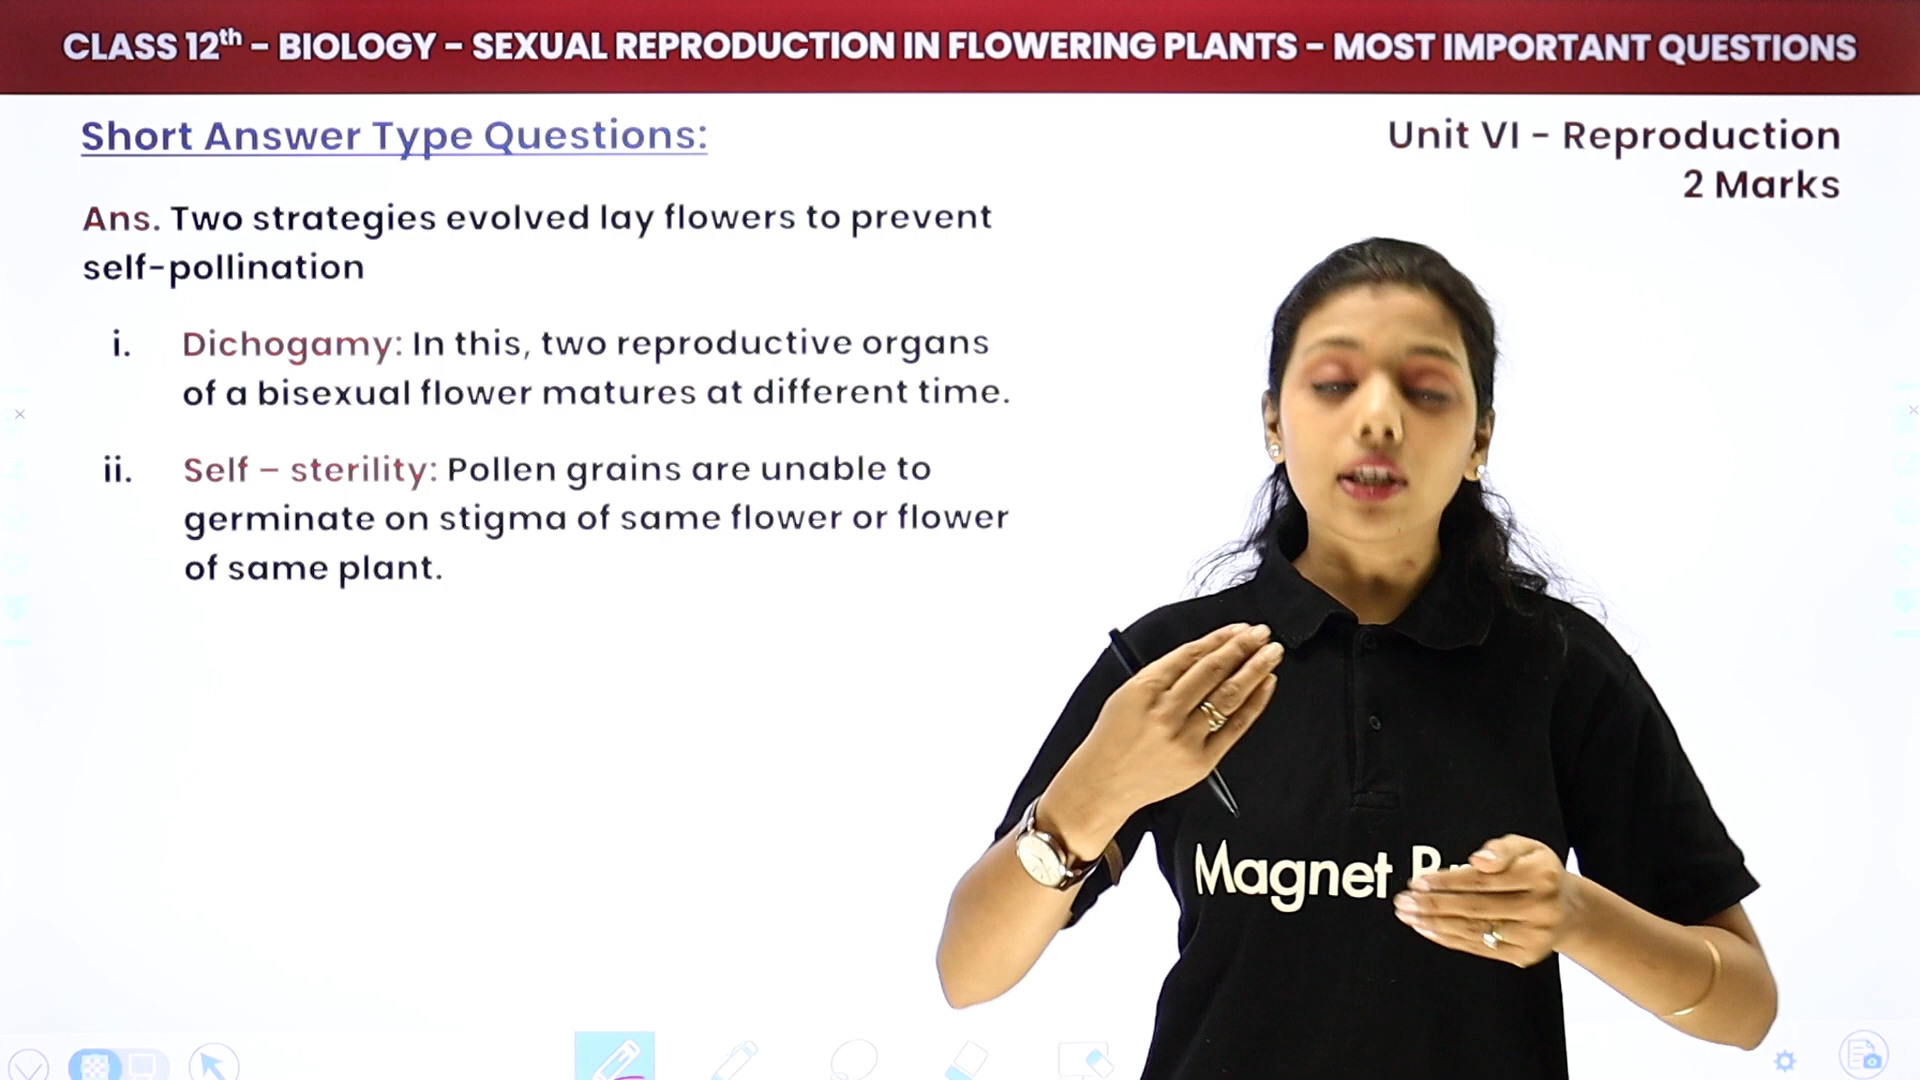 CLASS 12th – BIOLOGY – SEXUAL REPRODUCTION IN FLOWERING PLANTS – MOST IMPORTANT QUESTIONS
Short Answer Type Questions:
Unit VI – Reproduction
2 Marks
Ans. Two strategies evolved lay flowers to prevent
self-pollination
i. Dichogamy: In this, two reproductive organs
of a bisexual flower matures at different time.
ii. Self – sterility: Pollen grains are unable to
germinate on stigma of same flower or flower
of same plant.
Magnet